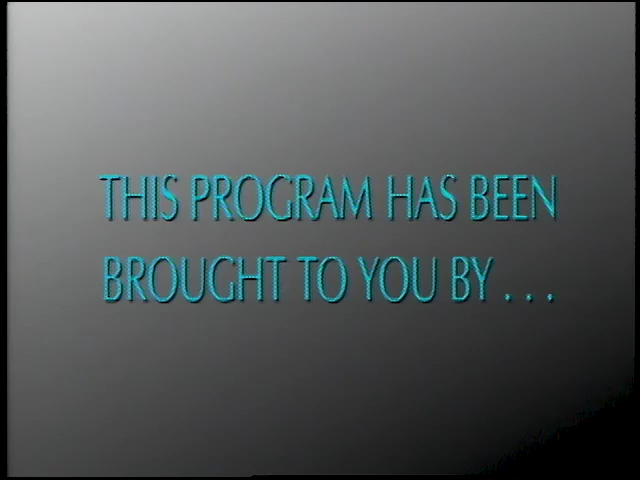 THIS PROGRAM HAS BEEN
BROUGHT TO YOU BY . . .